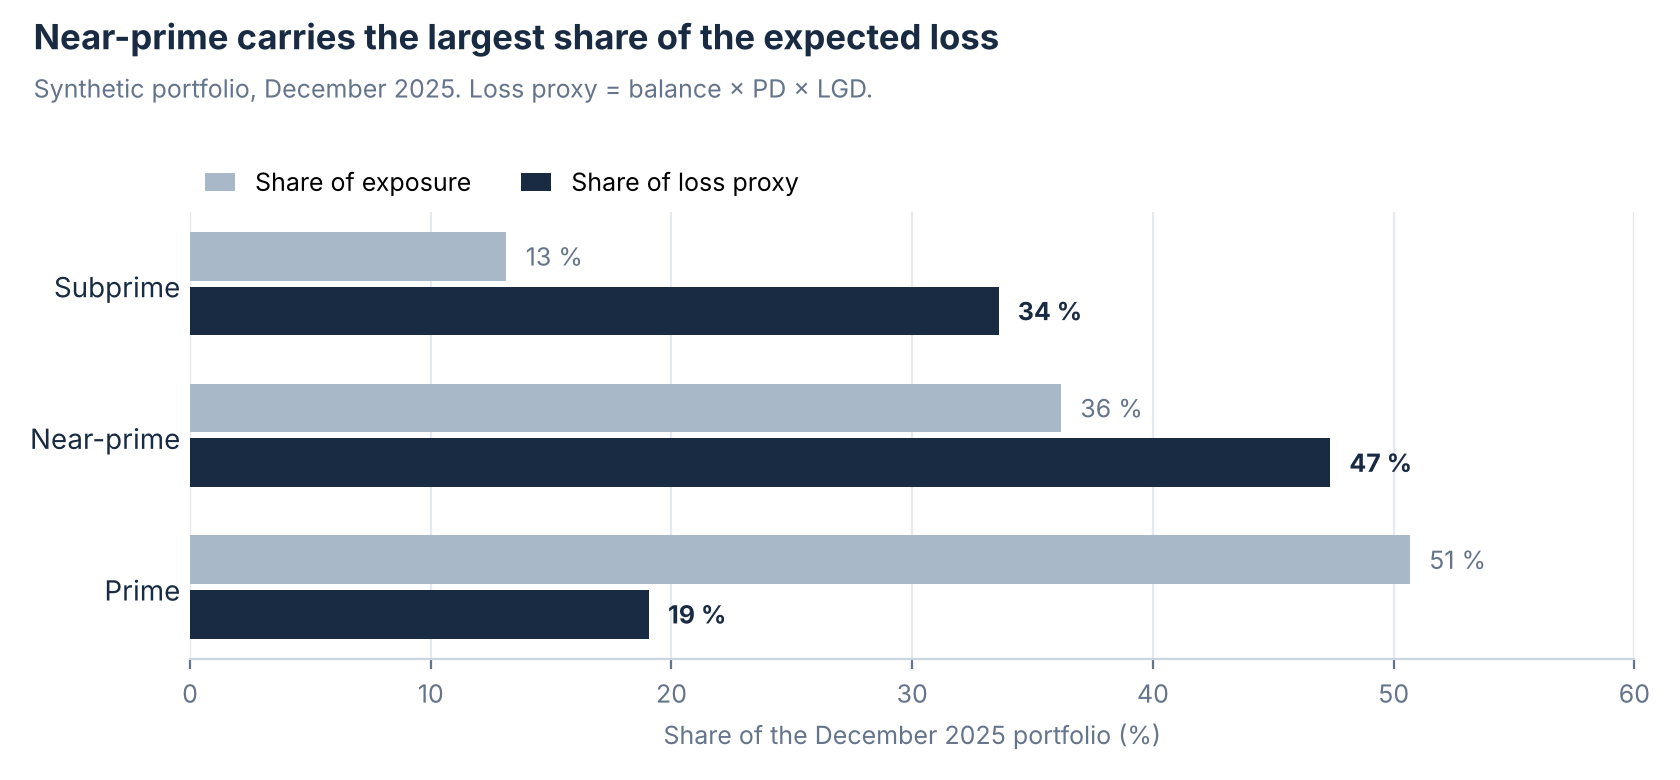 Near-prime carries the largest share of the expected loss
Synthetic portfolio, December 2025. Loss proxy = balance × PD × LGD.
Share of exposure
Share of loss proxy
Subprime
13 %
34 %
Near-prime
36 %
47 %
Prime
51 %
19 %
0 10 20 30 40 50 60
Share of the December 2025 portfolio (%)